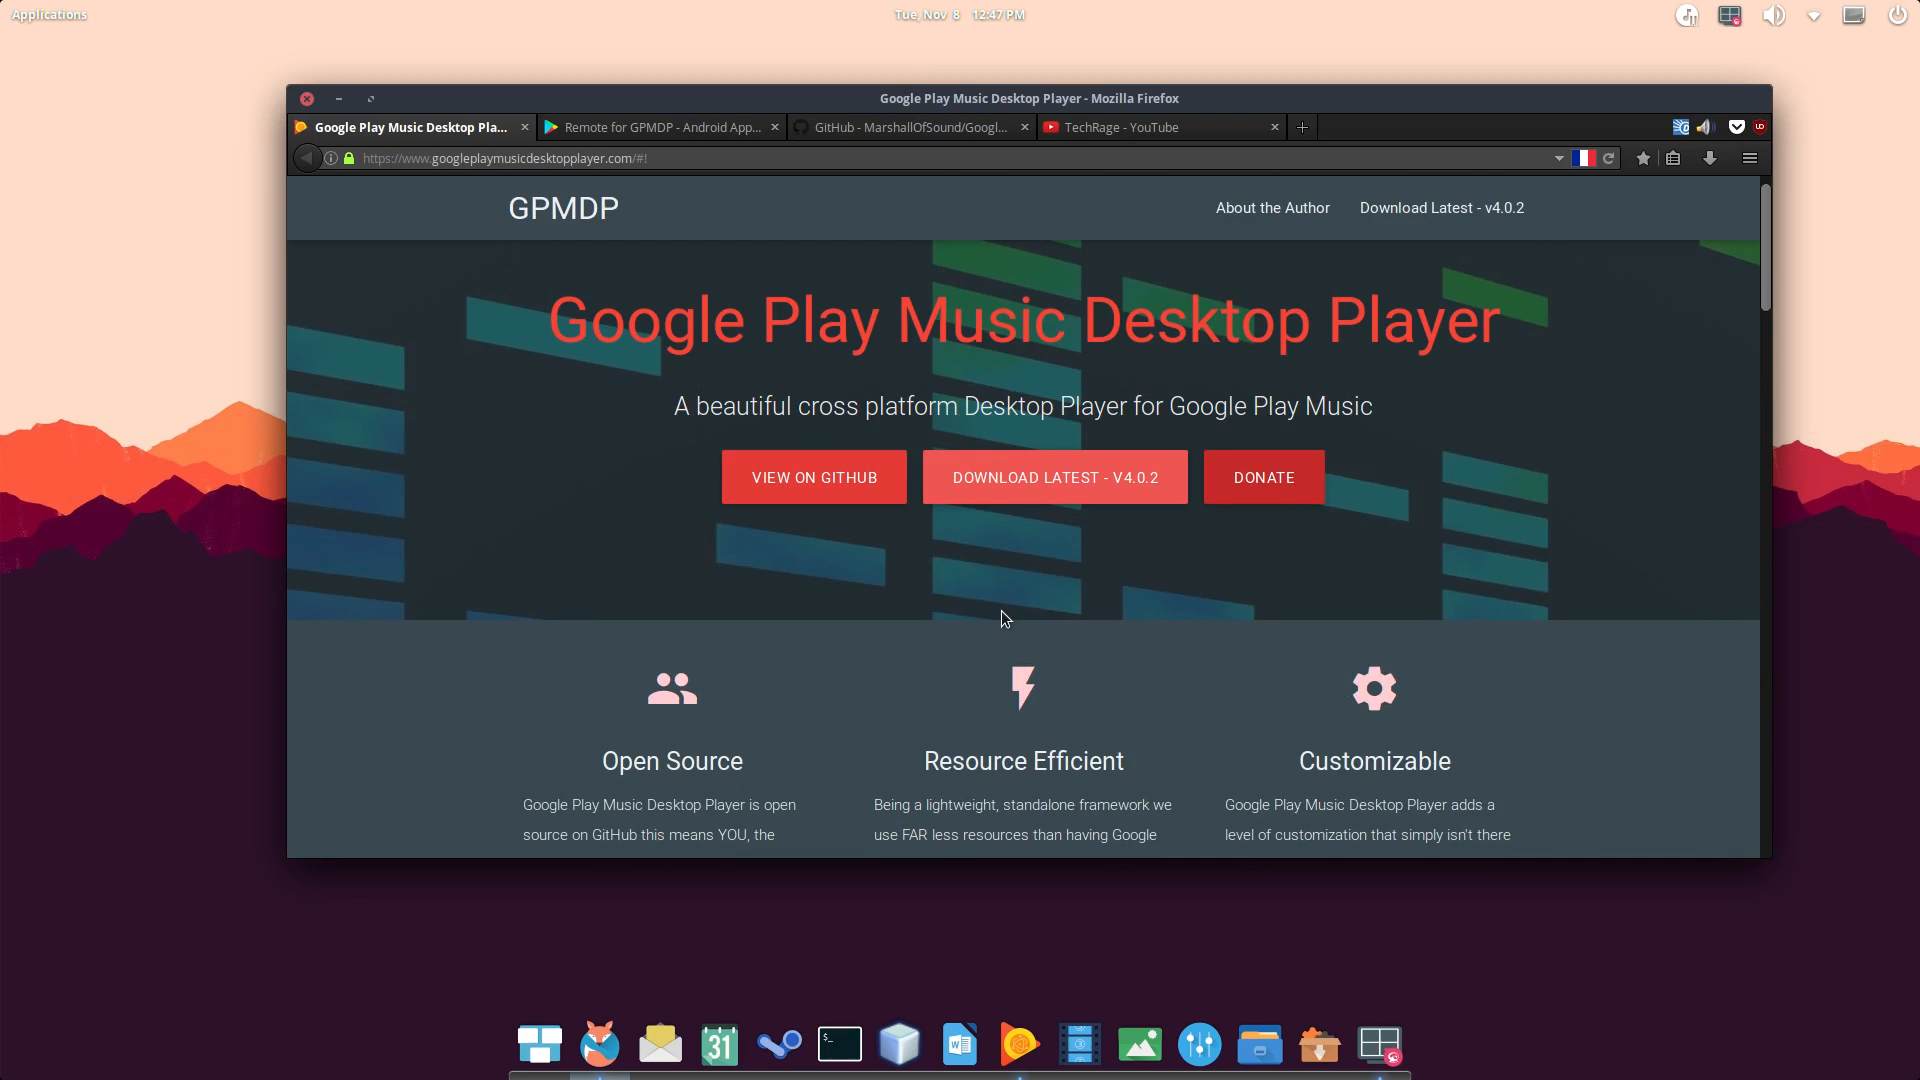 Applications
Tue, Nov 8 12:47 PM
Google Play Music Desktop Player - Mozilla Firefox
Google Play Music Desktop Pla...
Remote for GPMDP - Android App...
GitHub - MarshallOfSound/Googl...
TechRage - YouTube
https://www.googleplaymusicdesktopplayer.com/#!
GPMDP
About the Author
Download Latest - v4.0.2
Google Play Music Desktop Player
A beautiful cross platform Desktop Player for Google Play Music
VIEW ON GITHUB
DOWNLOAD LATEST - V4.0.2
DONATE
Open Source
Google Play Music Desktop Player is open
source on GitHub this means YOU, the
Resource Efficient
Being a lightweight, standalone framework we
use FAR less resources than having Google
Customizable
Google Play Music Desktop Player adds a
level of customization that simply isn't there
31
$_
W
3